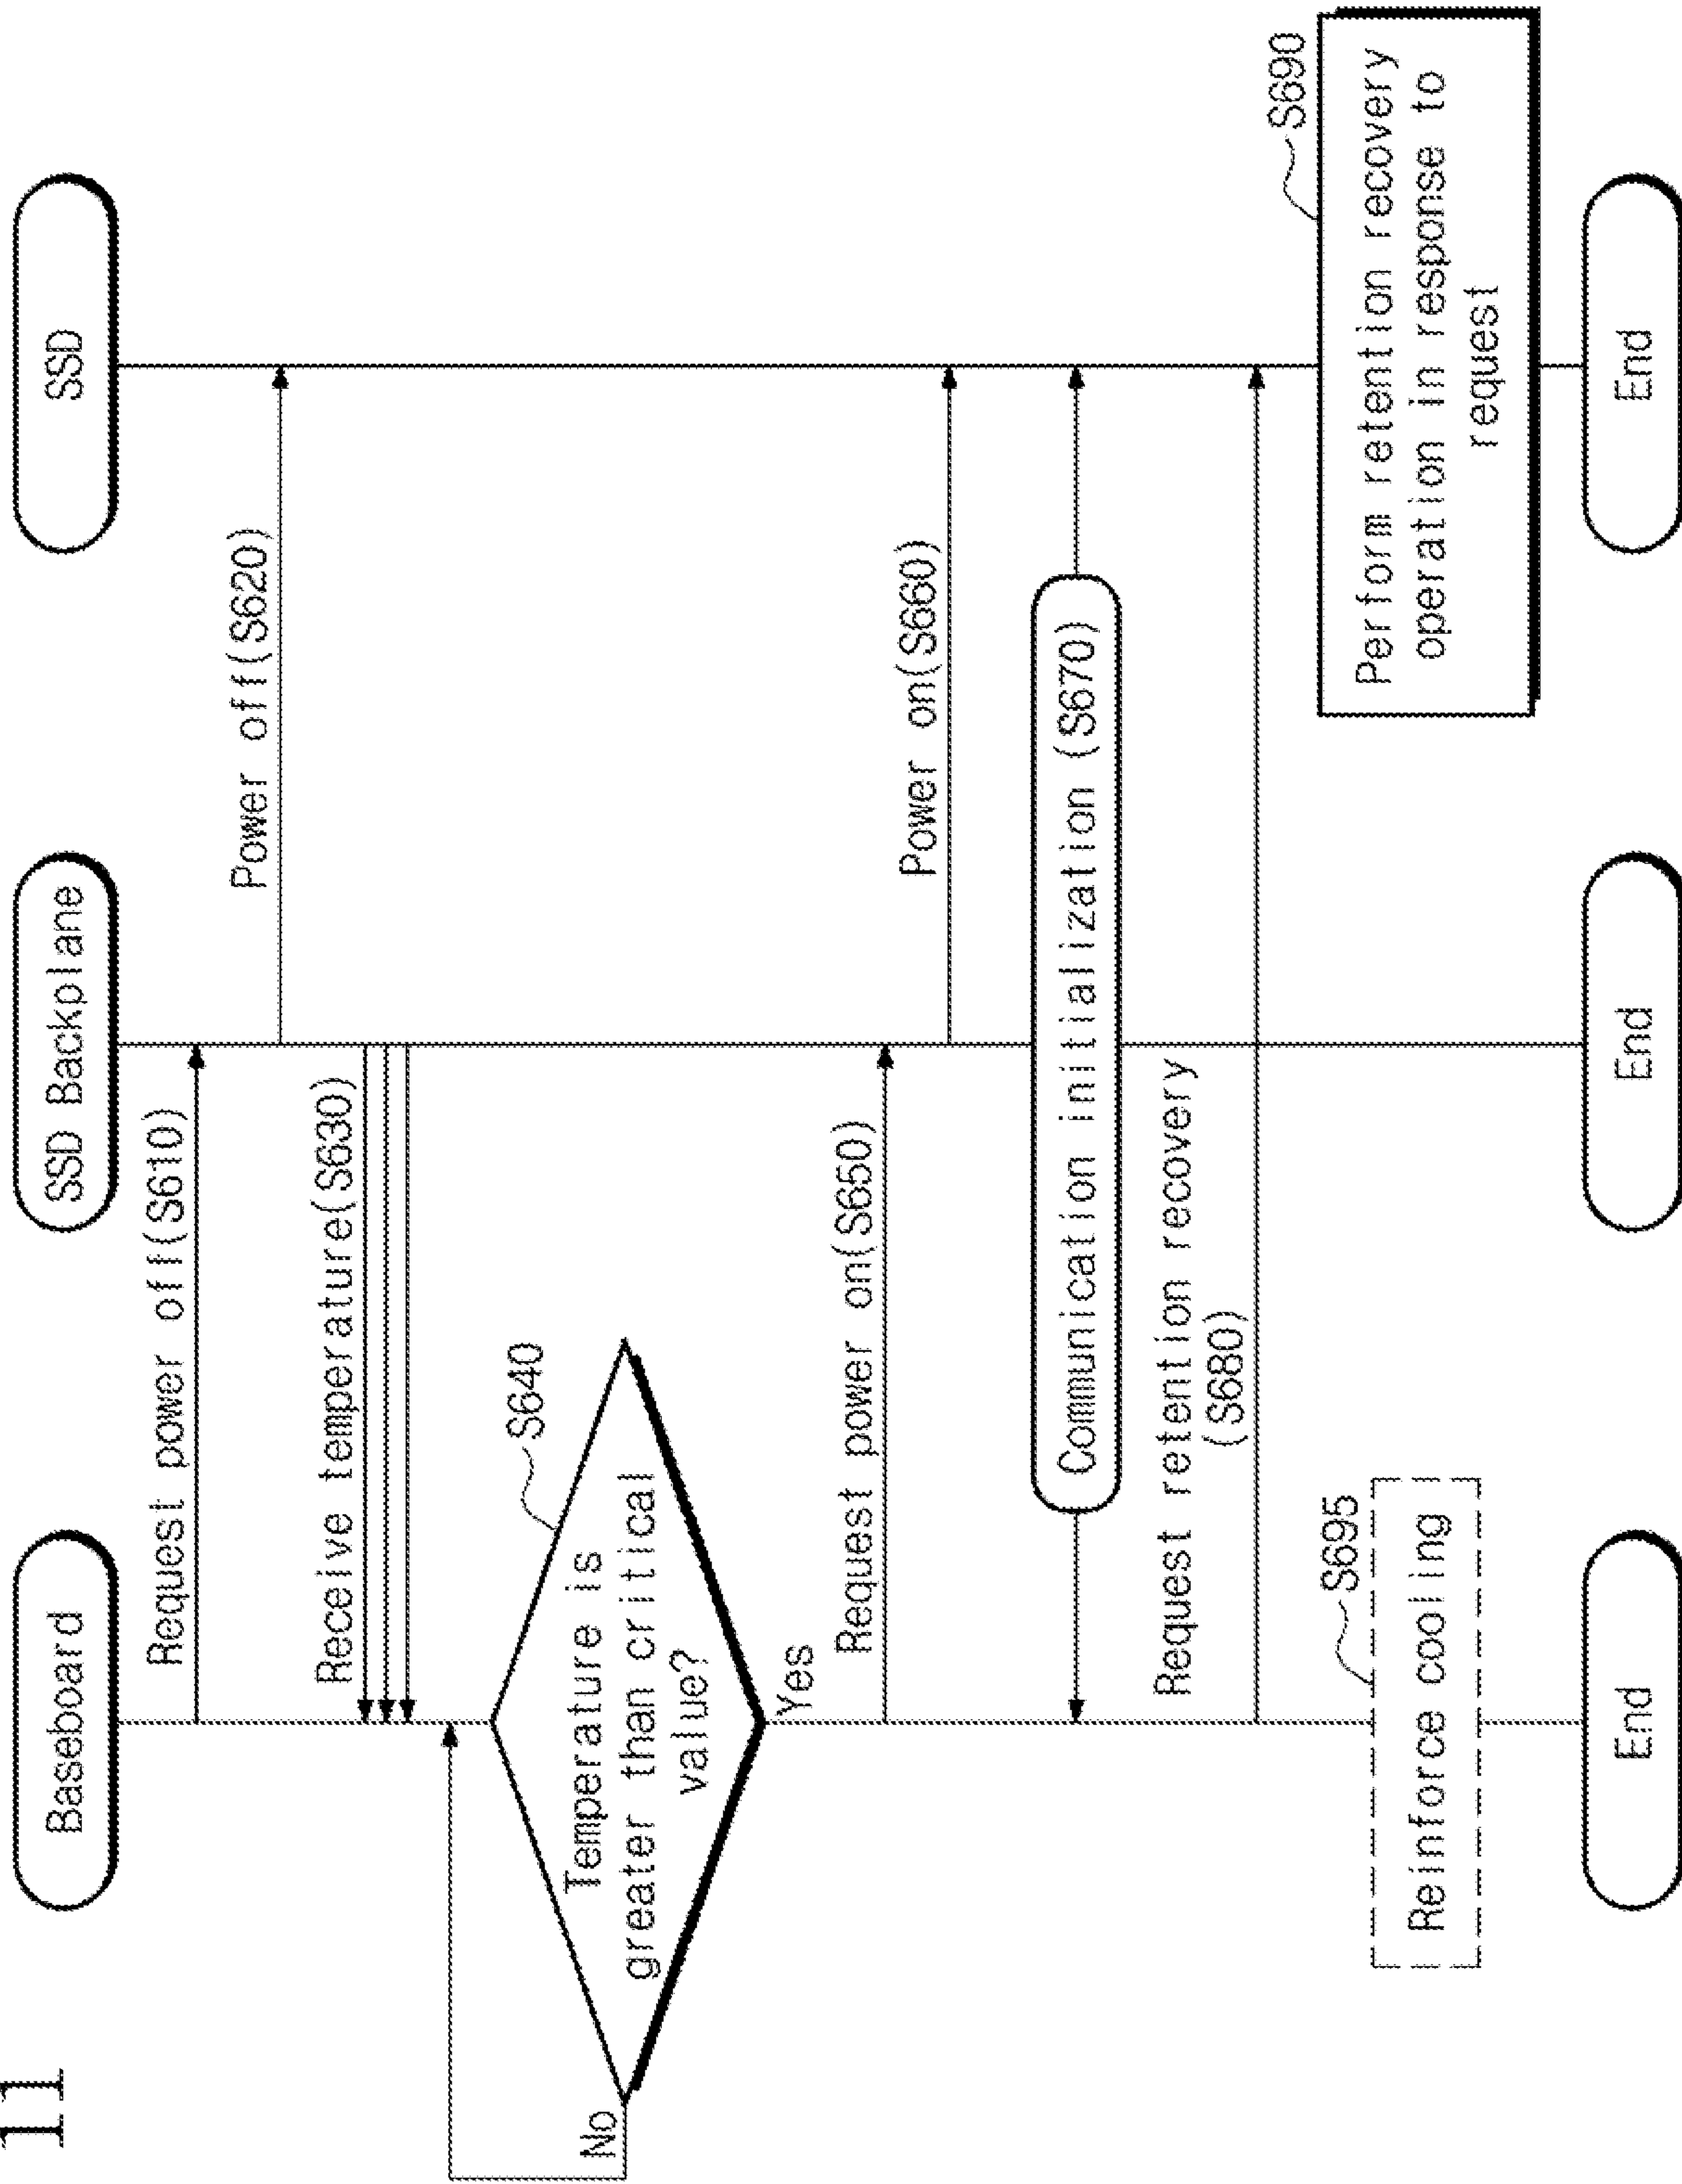 11
Baseboard
SSD Backplane
SSD
Request power off(S610)
Power off(S620)
Receive temperature(S630)
S640
Temperature is
greater than critical
value?
No
Yes
Request power on(S650)
Power on(S660)
Communication initialization (S670)
Request retention recovery
(S680)
S690
Perform retention recovery
operation in response to
request
S695
Reinforce cooling
End
End
End